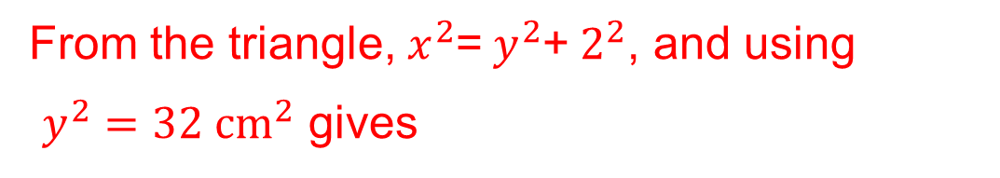 From the triangle, x²= y²+ 2², and using
y² = 32 cm² gives